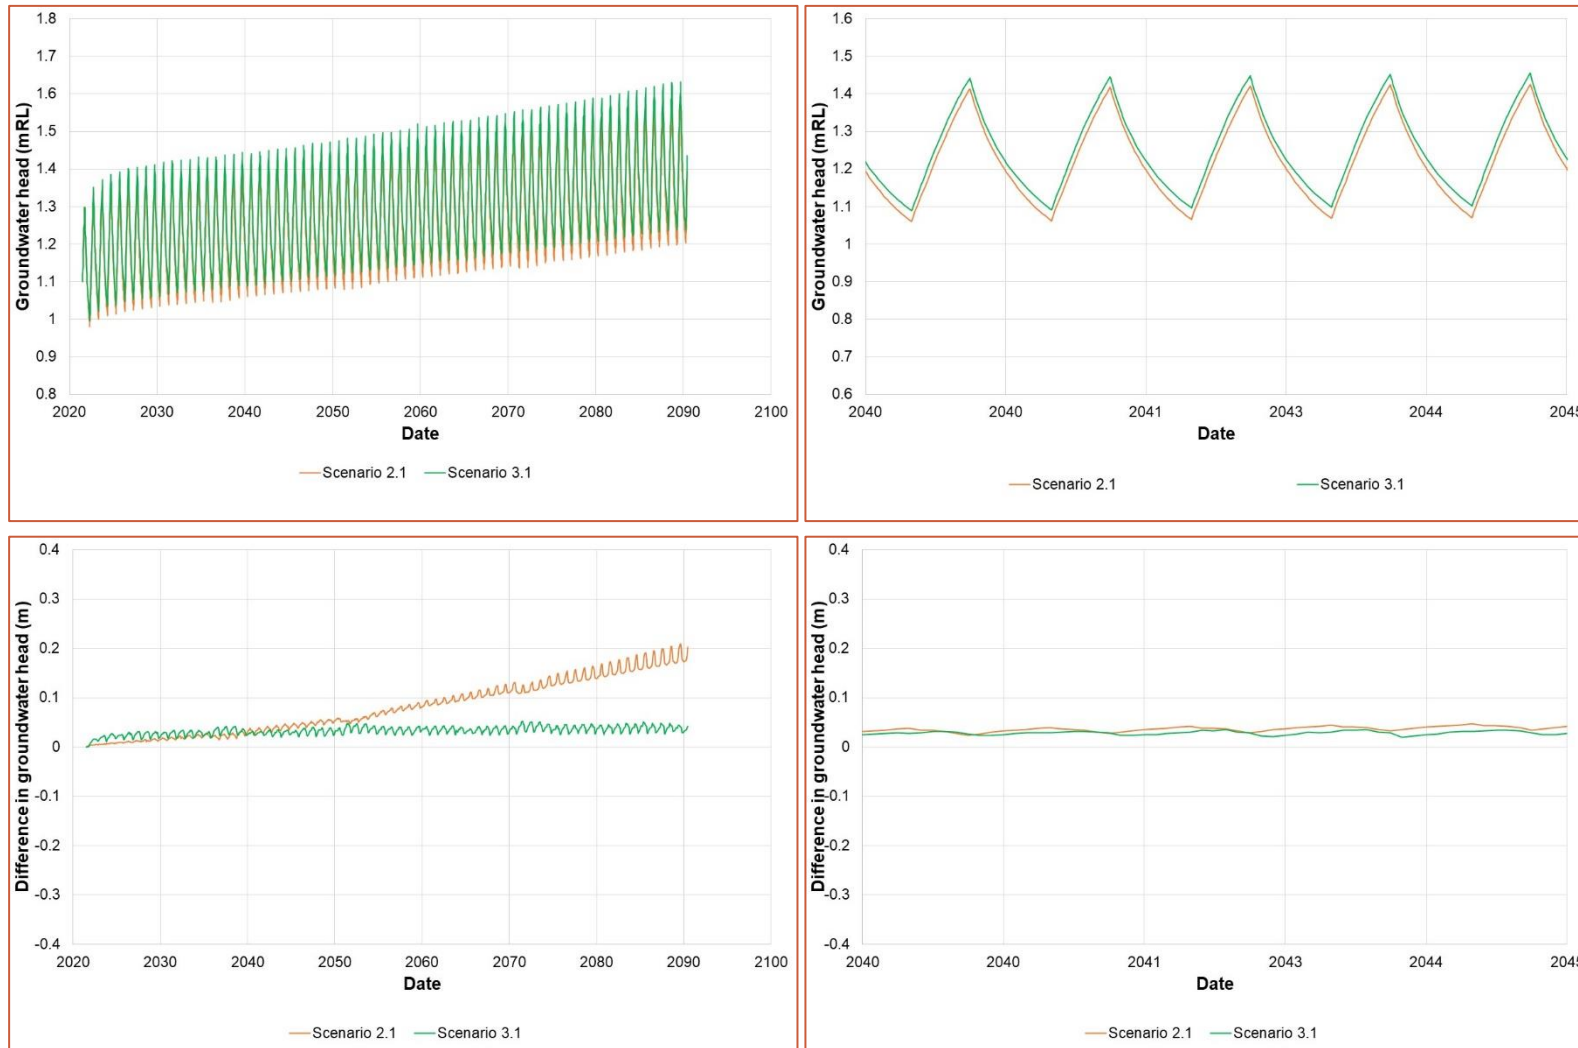 Groundwater head (mRL)
1.8
1.7
1.6
1.5
1.4
1.3
1.2
1.1
1
0.9
0.8
2020 2030 2040 2050 2060 2070 2080 2090 2100
Date
Scenario 2.1 Scenario 3.1
Groundwater head (mRL)
1.6
1.5
1.4
1.3
1.2
1.1
1
0.9
0.8
0.7
0.6
2040 2040 2041 2043 2044 2045
Date
Scenario 2.1 Scenario 3.1
Difference in groundwater head (m)
0.4
0.3
0.2
0.1
0
-0.1
-0.2
-0.3
-0.4
2020 2030 2040 2050 2060 2070 2080 2090 2100
Date
Scenario 2.1 Scenario 3.1
Difference in groundwater head (m)
0.4
0.3
0.2
0.1
0
-0.1
-0.2
-0.3
-0.4
2040 2040 2041 2043 2044 2045
Date
Scenario 2.1 Scenario 3.1